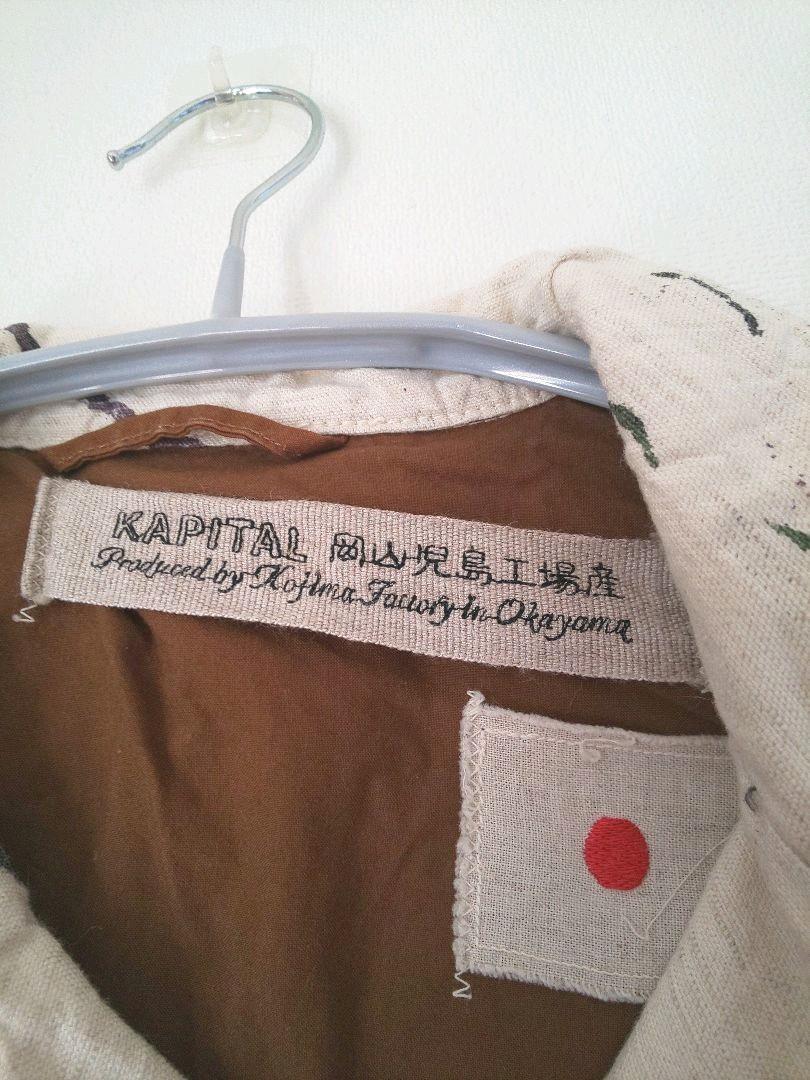 KAPITAL 岡山児島工場産
Produced by Kojima Factory In Okayama